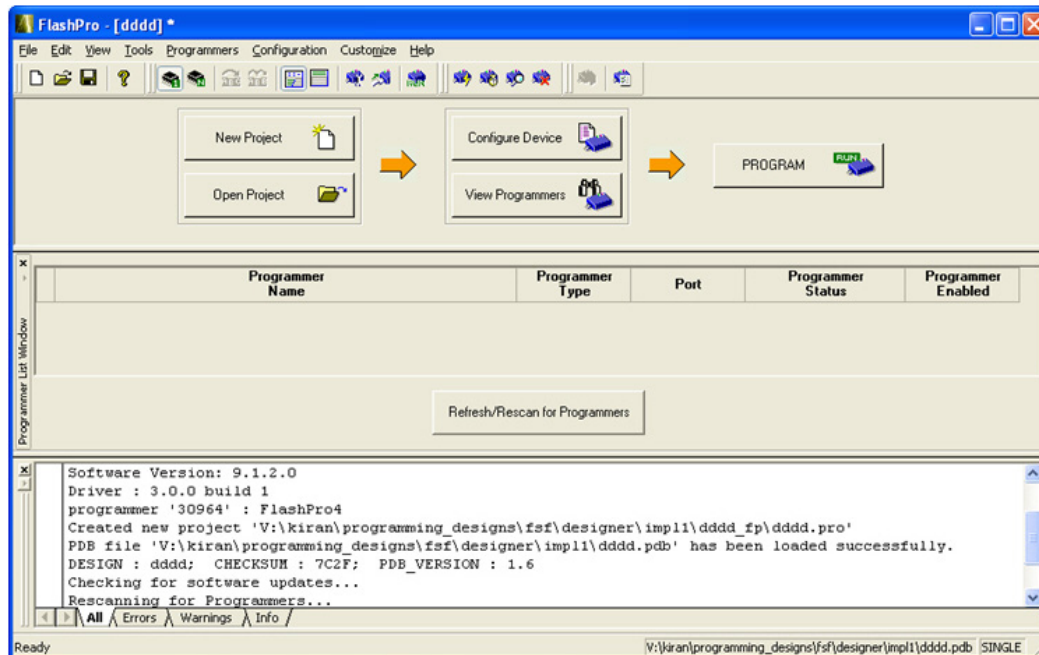 FlashPro - [dddd] *
File Edit View Tools Programmers Configuration Customize Help
New Project
Open Project
Configure Device
View Programmers
PROGRAM
RUN
Programmer List Window
Programmer Name
Programmer Type
Port
Programmer Status
Programmer Enabled
Refresh/Rescan for Programmers
Software Version: 9.1.2.0
Driver : 3.0.0 build 1
programmer '30964' : FlashPro4
Created new project 'V:\kiran\programming_designs\fsf\designer\impl1\dddd_fp\dddd.pro'
PDB file 'V:\kiran\programming_designs\fsf\designer\impl1\dddd.pdb' has been loaded successfully.
DESIGN : dddd; CHECKSUM : 7C2F; PDB_VERSION : 1.6
Checking for software updates...
Rescanning for Programmers...
All Errors Warnings Info
Ready
V:\kiran\programming_designs\fsf\designer\impl1\dddd.pdb SINGLE